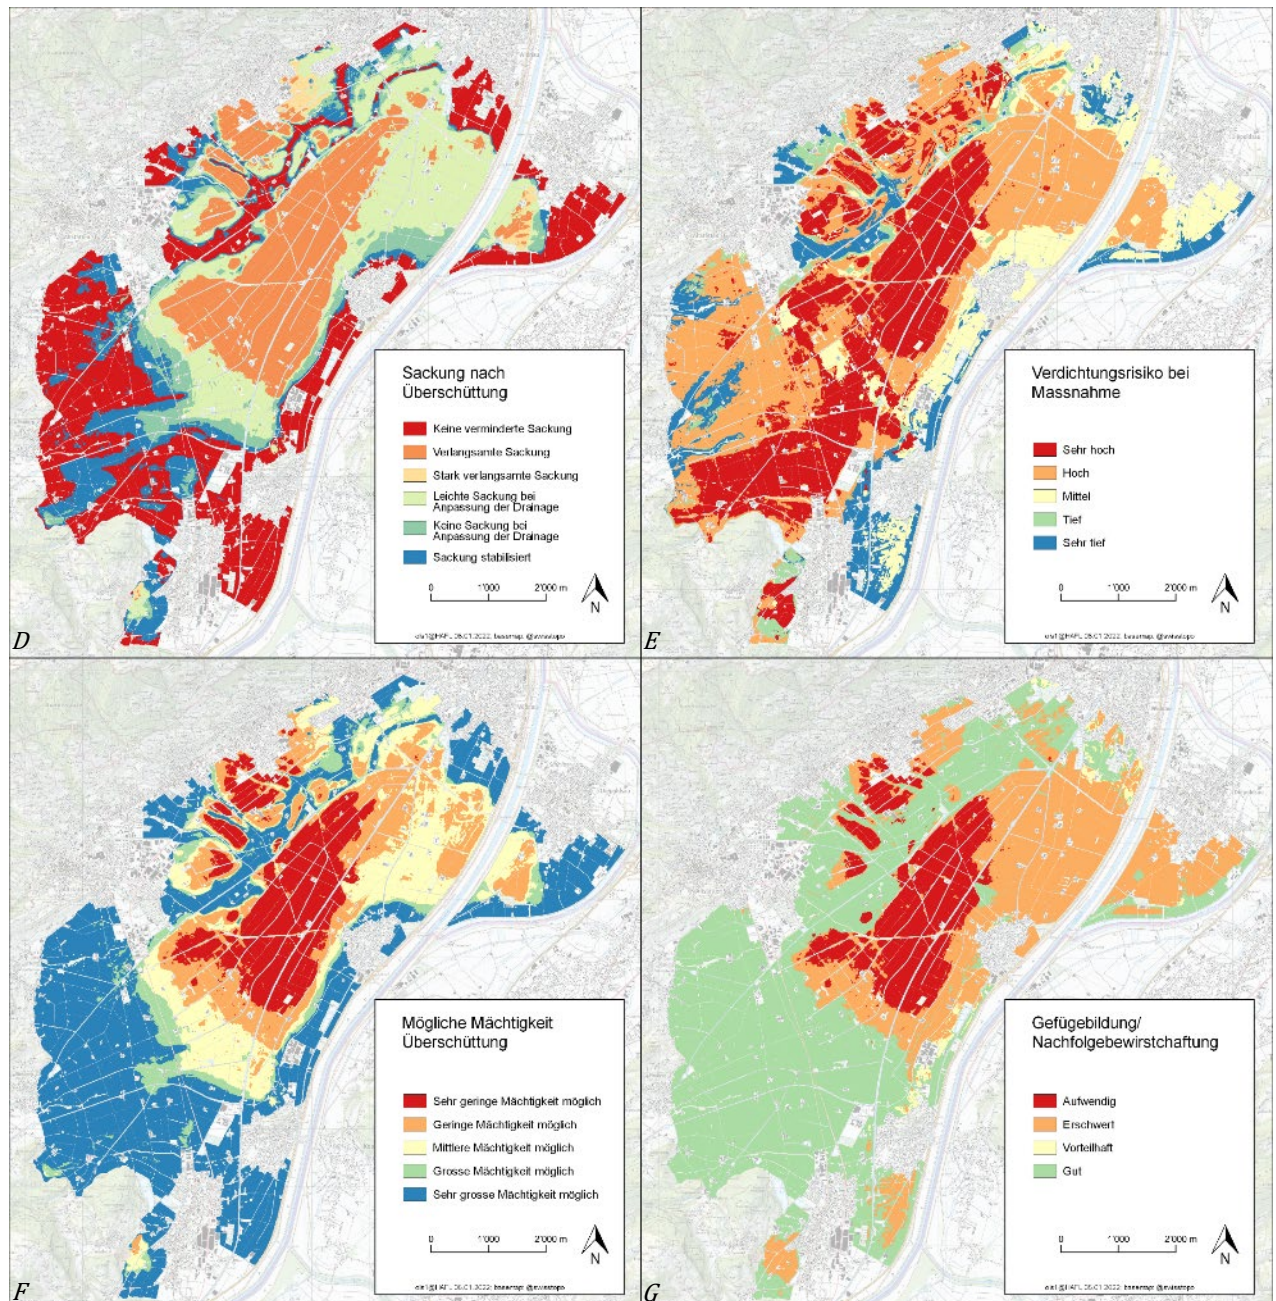 Sackung nach
Überschüttung
Keine verminderte Sackung
Verlangsamte Sackung
Stark verlangsamte Sackung
Leichte Sackung bei
Anpassung der Drainage
Keine Sackung bei
Anpassung der Drainage
Sackung stabilisiert
0 1'000 2'000 m
N
D
Verdichtungsrisiko bei
Massnahme
Sehr hoch
Hoch
Mittel
Tief
Sehr tief
0 1'000 2'000 m
N
E
Mögliche Mächtigkeit
Überschüttung
Sehr geringe Mächtigkeit möglich
Geringe Mächtigkeit möglich
Mittlere Mächtigkeit möglich
Grosse Mächtigkeit möglich
Sehr grosse Mächtigkeit möglich
0 1'000 2'000 m
N
F
Gefügebildung/
Nachfolgebewirstchaftung
Aufwendig
Erschwert
Vorteilhaft
Gut
0 1'000 2'000 m
N
G